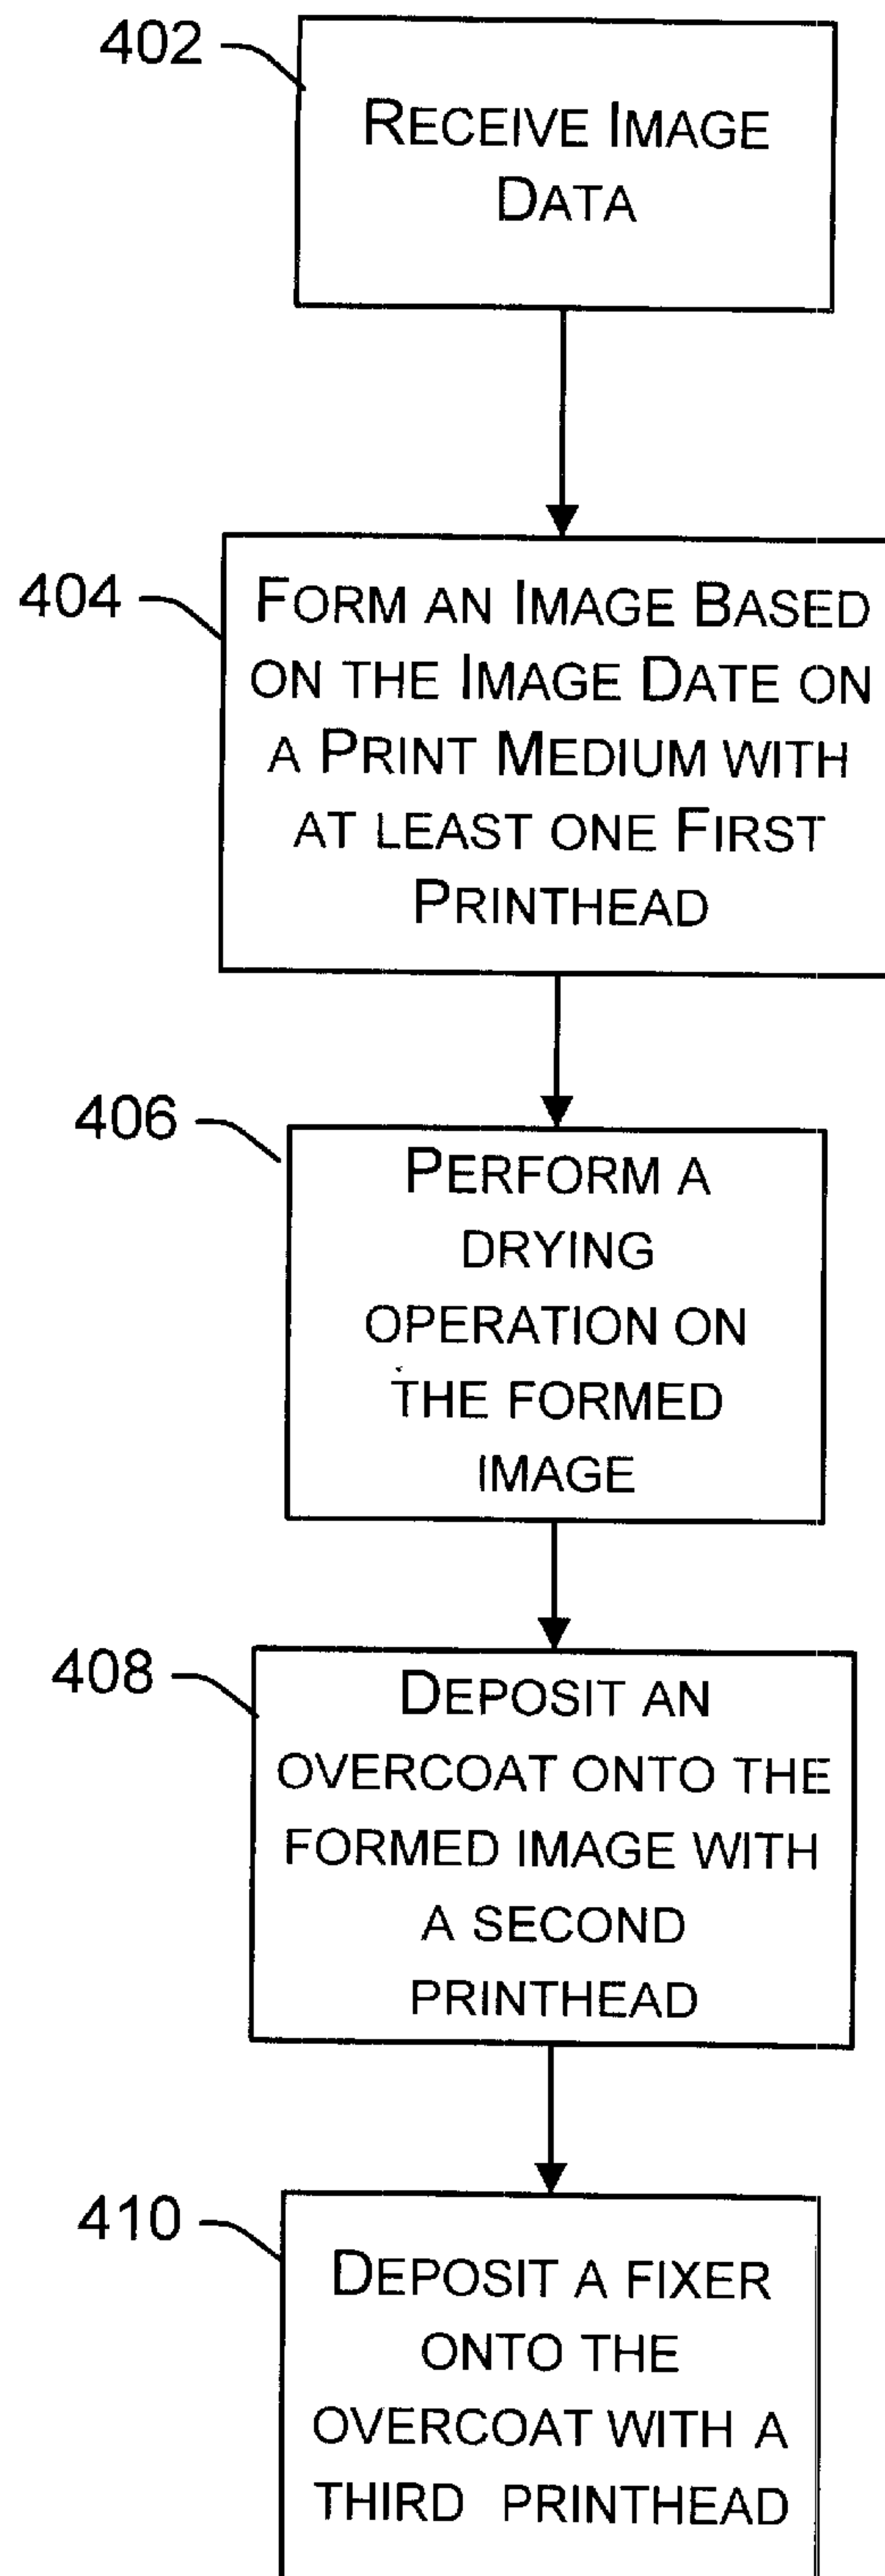 402
RECEIVE IMAGE
DATA
404
FORM AN IMAGE BASED
ON THE IMAGE DATE ON
A PRINT MEDIUM WITH
AT LEAST ONE FIRST
PRINTHEAD
406
PERFORM A
DRYING
OPERATION ON
THE FORMED
IMAGE
408
DEPOSIT AN
OVERCOAT ONTO THE
FORMED IMAGE WITH
A SECOND
PRINTHEAD
410
DEPOSIT A FIXER
ONTO THE
OVERCOAT WITH A
THIRD PRINTHEAD